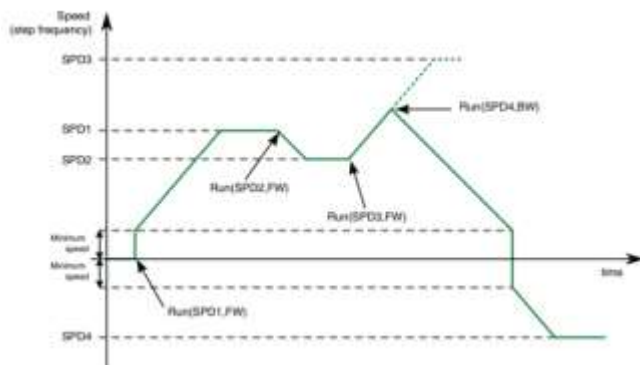 Speed
(step frequency)
SPD3
SPD1
SPD2
Minimum
speed
Minimum
speed
SPD4
Run(SPD1,FW)
Run(SPD2,FW)
Run(SPD3,FW)
Run(SPD4,BW)
time